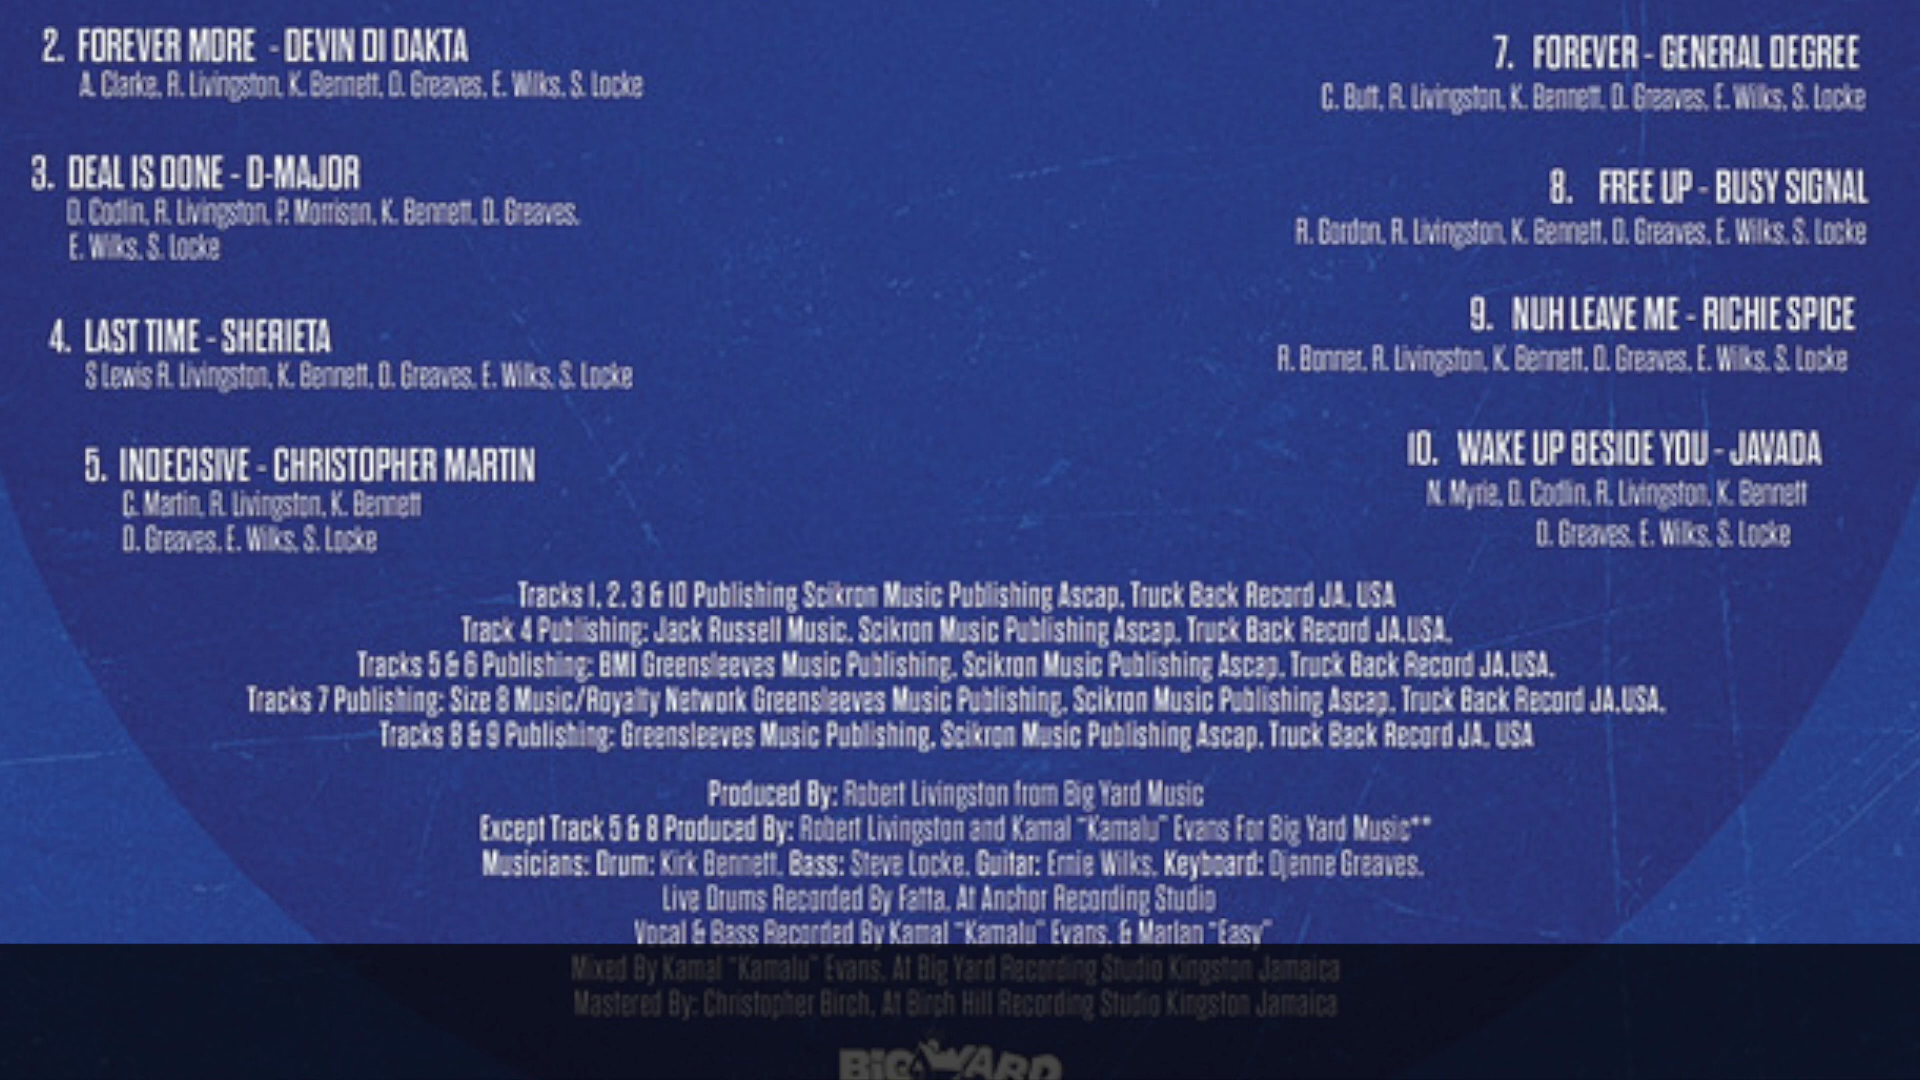 2. FOREVER MORE - DEVIN DI DAKTA
A. Clarke, R. Livingston, K. Bennett, D. Greaves, E. Wilks, S. Locke
3. DEAL IS DONE - D-MAJOR
D. Codlin, R. Livingston, P. Morrison, K. Bennett, D. Greaves,
E. Wilks, S. Locke
4. LAST TIME - SHERIETA
S Lewis R. Livingston, K. Bennett, D. Greaves, E. Wilks, S. Locke
5. INDECISIVE - CHRISTOPHER MARTIN
C. Martin, R. Livingston, K. Bennett
D. Greaves, E. Wilks, S. Locke
7. FOREVER - GENERAL DEGREE
C. Butt, R. Livingston, K. Bennett, D. Greaves, E. Wilks, S. Locke
8. FREE UP - BUSY SIGNAL
R. Gordon, R. Livingston, K. Bennett, D. Greaves, E. Wilks, S. Locke
9. NUH LEAVE ME - RICHIE SPICE
R. Bonner, R. Livingston, K. Bennett, D. Greaves, E. Wilks, S. Locke
10. WAKE UP BESIDE YOU - JAVADA
N. Myrie, D. Codlin, R. Livingston, K. Bennett
D. Greaves, E. Wilks, S. Locke
Tracks 1, 2, 3 & 10 Publishing Scikron Music Publishing Ascap, Truck Back Record JA, USA
Track 4 Publishing: Jack Russell Music, Scikron Music Publishing Ascap, Truck Back Record JA,USA,
Tracks 5 & 6 Publishing: BMI Greensleeves Music Publishing, Scikron Music Publishing Ascap, Truck Back Record JA,USA,
Tracks 7 Publishing: Size 8 Music/Royalty Network Greensleeves Music Publishing, Scikron Music Publishing Ascap, Truck Back Record JA,USA,
Tracks 8 & 9 Publishing: Greensleeves Music Publishing, Scikron Music Publishing Ascap, Truck Back Record JA, USA
Produced By: Robert Livingston from Big Yard Music
Except Track 5 & 8 Produced By: Robert Livingston and Kamal "Kamalu" Evans For Big Yard Music**
Musicians: Drum: Kirk Bennett, Bass: Steve Locke, Guitar: Ernie Wilks, Keyboard: Djenne Greaves,
Live Drums Recorded By Fatta, At Anchor Recording Studio
Vocal & Bass Recorded By Kamal "Kamalu" Evans, & Marlan "Easy"
Mixed By Kamal "Kamalu" Evans, At Big Yard Recording Studio Kingston Jamaica
Mastered By: Christopher Birch, At Birch Hill Recording Studio Kingston Jamaica
BIG YARD